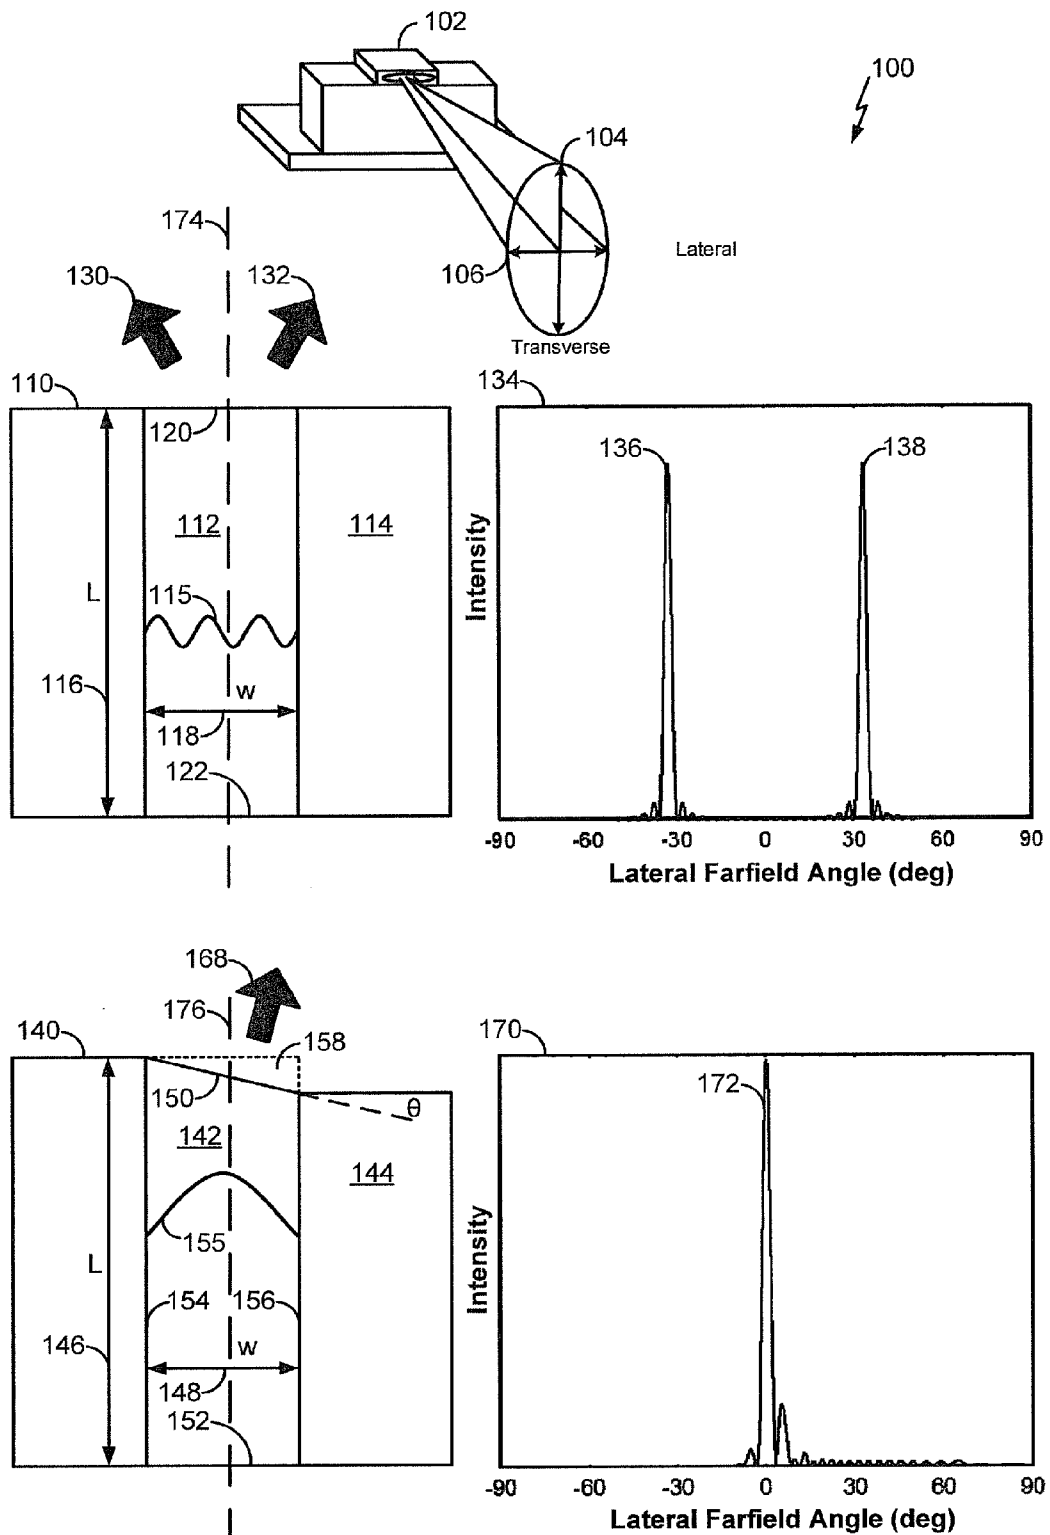 102
100
104
174
Lateral
106
130
132
Transverse
110
134
120
136
138
112
114
Intensity
L
115
116
w
118
122
-90 -60 -30 0 30 60 90
Lateral Farfield Angle (deg)
168
176
140
158
170
150
172
θ
142
144
155
Intensity
L
154 156
146
w
148
152
-90 -60 -30 0 30 60 90
Lateral Farfield Angle (deg)